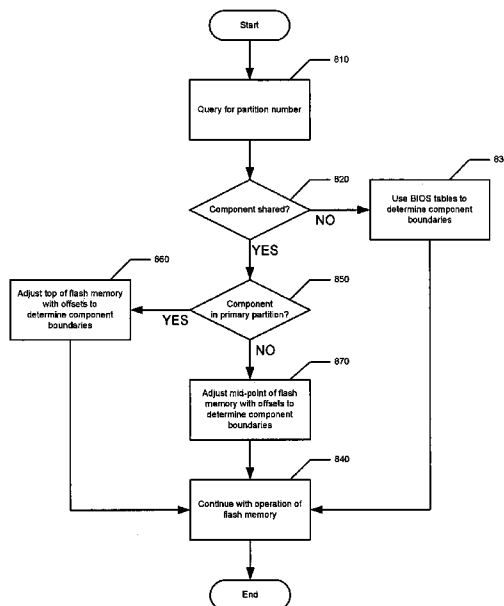 Start
810
Query for partition number
820
Component shared?
NO
YES
Use BIOS tables to
determine component
boundaries
860
Adjust top of flash memory
with offsets to
determine component
boundaries
YES
850
Component
in primary partition?
NO
870
Adjust mid-point of flash
memory with offsets to
determine component
boundaries
840
Continue with operation of
flash memory
End